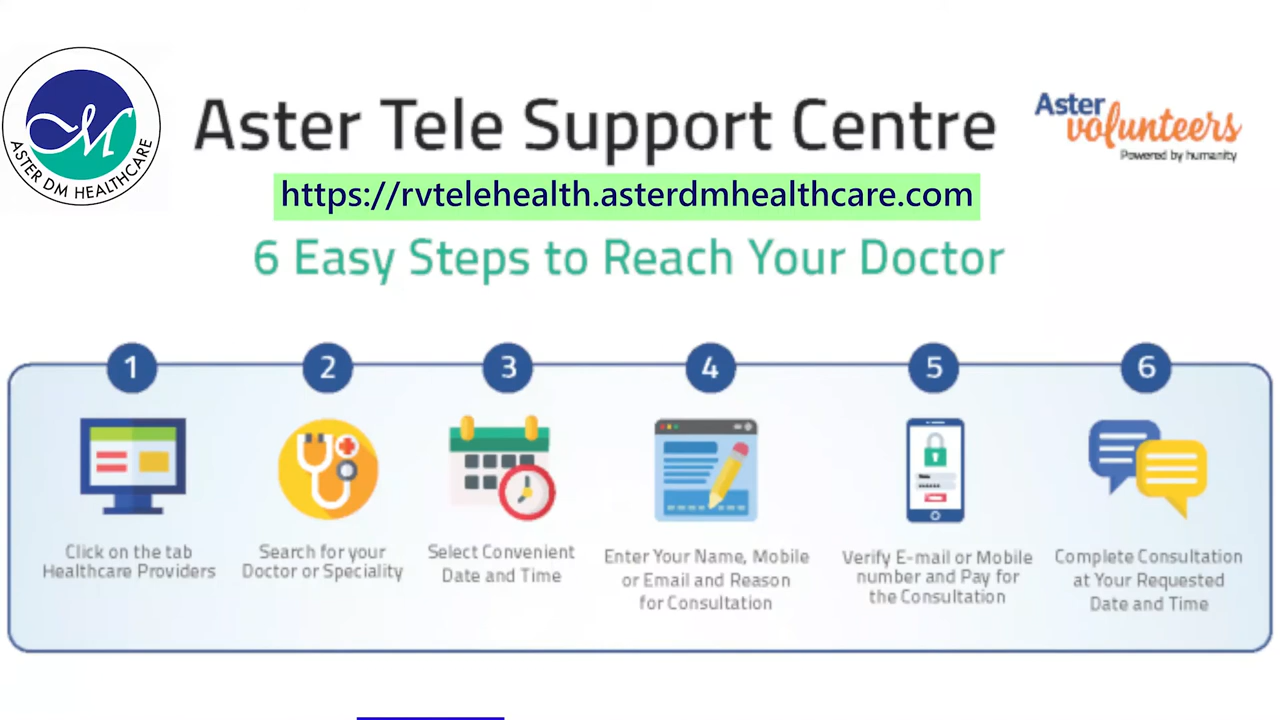 ASTER DM HEALTHCARE
Aster Tele Support Centre
Aster
volunteers
Powered by humanity
https://rvtelehealth.asterdmhealthcare.com
6 Easy Steps to Reach Your Doctor
1
2
3
4
5
6
Click on the tab
Healthcare Providers
Search for your
Doctor or Speciality
Select Convenient
Date and Time
Enter Your Name, Mobile
or Email and Reason
for Consultation
Verify E-mail or Mobile
number and Pay for
the Consultation
Complete Consultation
at Your Requested
Date and Time